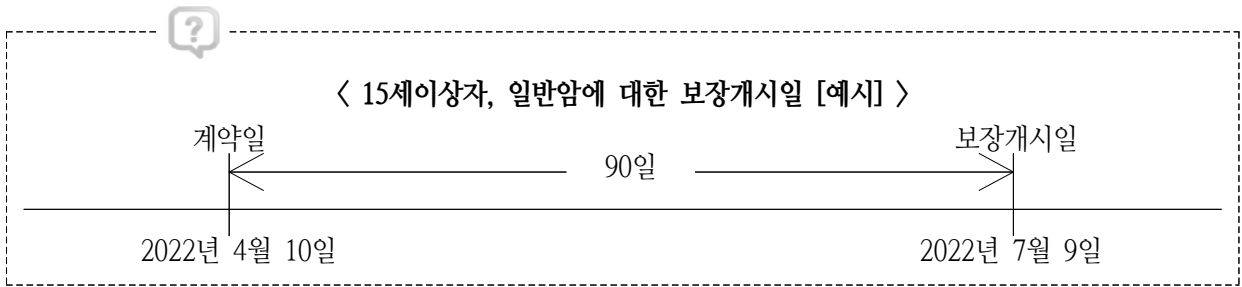 ?
〈 15세이상자, 일반암에 대한 보장개시일 [예시] 〉
계약일 보장개시일
90일
2022년 4월 10일 2022년 7월 9일